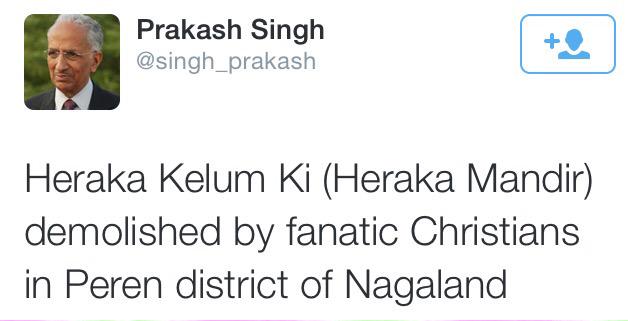 Prakash Singh
@singh_prakash
Heraka Kelum Ki (Heraka Mandir)
demolished by fanatic Christians
in Peren district of Nagaland